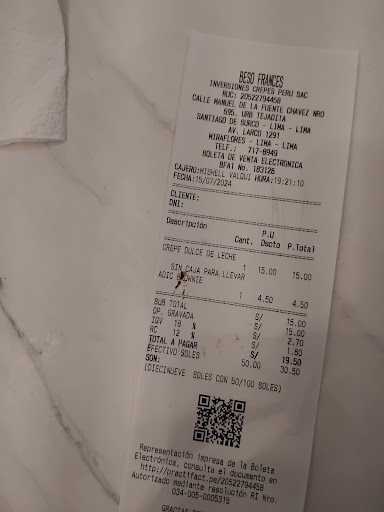 BESO FRANCES
INVERSIONES CREPES PERU SAC
RUC: 20522794458
CALLE MANUEL DE LA FUENTE CHAVEZ NRO
695. URB TEJADITA
SANTIAGO DE SURCO - LIMA - LIMA
AV. LARCO 1291
MIRAFLORES - LIMA - LIMA
TELF.: 717-8949
BOLETA DE VENTA ELECTRONICA
BFA1 No. 183126
CAJERO:MISHELL VALQUI HORA:19:21:10
FECHA:15/07/2024
CLIENTE:
DNI:
Descripción Cant. P.U Dscto P.Total
CREPE DULCE DE LECHE
1 15.00 15.00
SIN CAJA PARA LLEVAR
ADIC BROWNIE
1 4.50 4.50
SUB TOTAL S/ 15.00
OP. GRAVADA S/ 15.00
IGV 18 % S/ 2.70
RC 12 % S/ 1.80
TOTAL A PAGAR S/ 19.50
EFECTIVO SOLES 50.00 30.50
SON:
(DIECINUEVE SOLES CON 50/100 SOLES)
Representación Impresa de la Boleta
Electrónica, consulta el documento en
http://practifact.pe/20522794458
Autorizado mediante resolución RI Nro.
034-005-0005315